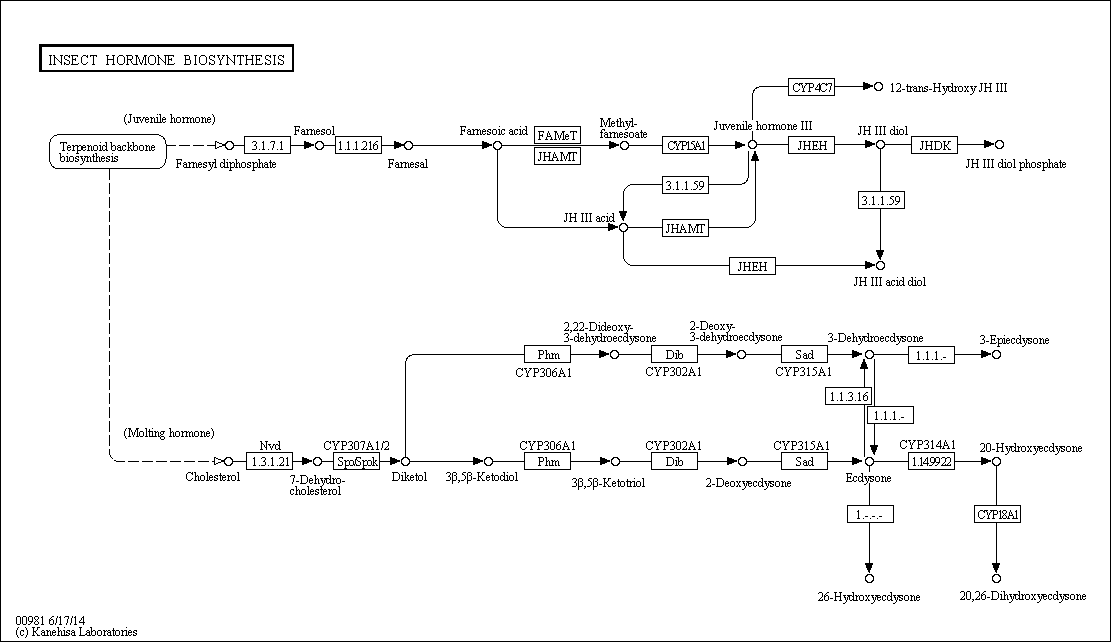 INSECT HORMONE BIOSYNTHESIS
CYP4C7
12-trans-Hydroxy JH III
(Juvenile hormone)
Terpenoid backbone
biosynthesis
3.1.7.1
Farnesyl diphosphate
Farnesol
1.1.1.216
Farnesal
Farnesoic acid
FAMeT
JHAMT
Methyl-
farnesoate
CYP15A1
Juvenile hormone III
JHEH
JH III diol
JHDK
JH III diol phosphate
3.1.1.59
3.1.1.59
JH III acid
JHAMT
JHEH
JH III acid diol
2,22-Dideoxy-
3-dehydroecdysone
2-Deoxy-
3-dehydroecdysone
3-Dehydroecdysone
3-Epiecdysone
Phm
Dib
Sad
1.1.1.-
CYP306A1
CYP302A1
CYP315A1
1.1.3.16
1.1.1.-
(Molting hormone)
Nvd
CYP307A1/2
CYP306A1
CYP302A1
CYP315A1
CYP314A1
20-Hydroxyecdysone
1.3.1.21
Spo/Spok
Phm
Dib
Sad
1.14.99.22
Cholesterol
7-Dehydro-
cholesterol
Diketol
3β,5β-Ketodiol
3β,5β-Ketotriol
2-Deoxyecdysone
Ecdysone
1.-.-.-
CYP18A1
26-Hydroxyecdysone
20,26-Dihydroxyecdysone
00981 6/17/14
(c) Kanehisa Laboratories